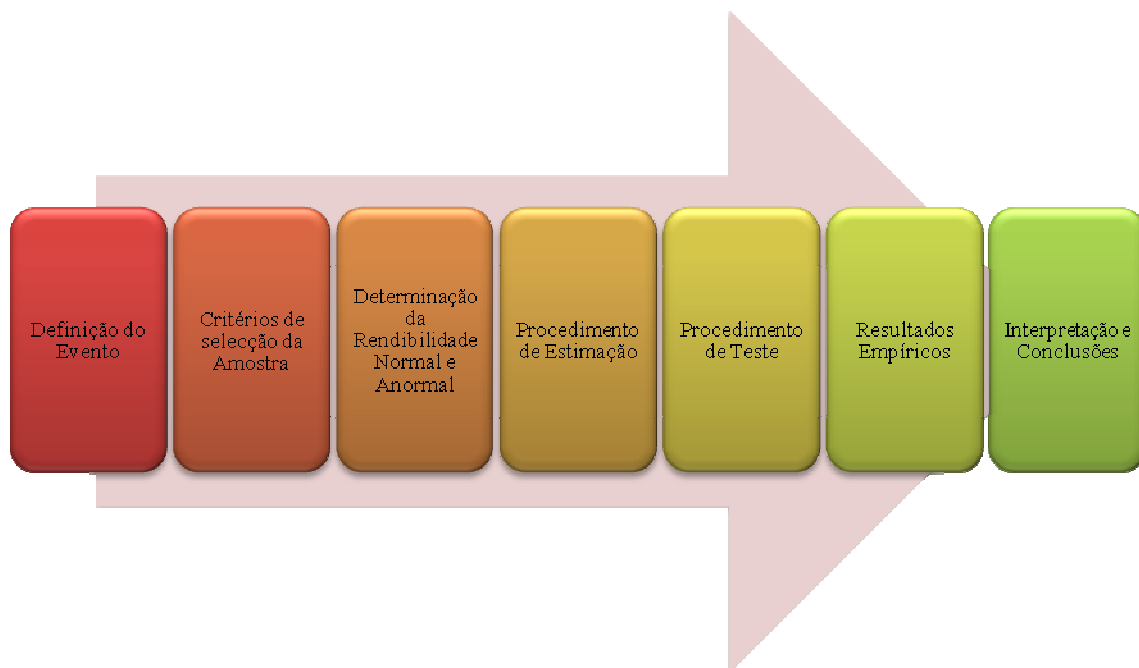 Definição do
Evento
Critérios de
selecção da
Amostra
Determinação
da
Rendibilidade
Normal e
Anormal
Procedimento
de Estimação
Procedimento
de Teste
Resultados
Empíricos
Interpretação e
Conclusões